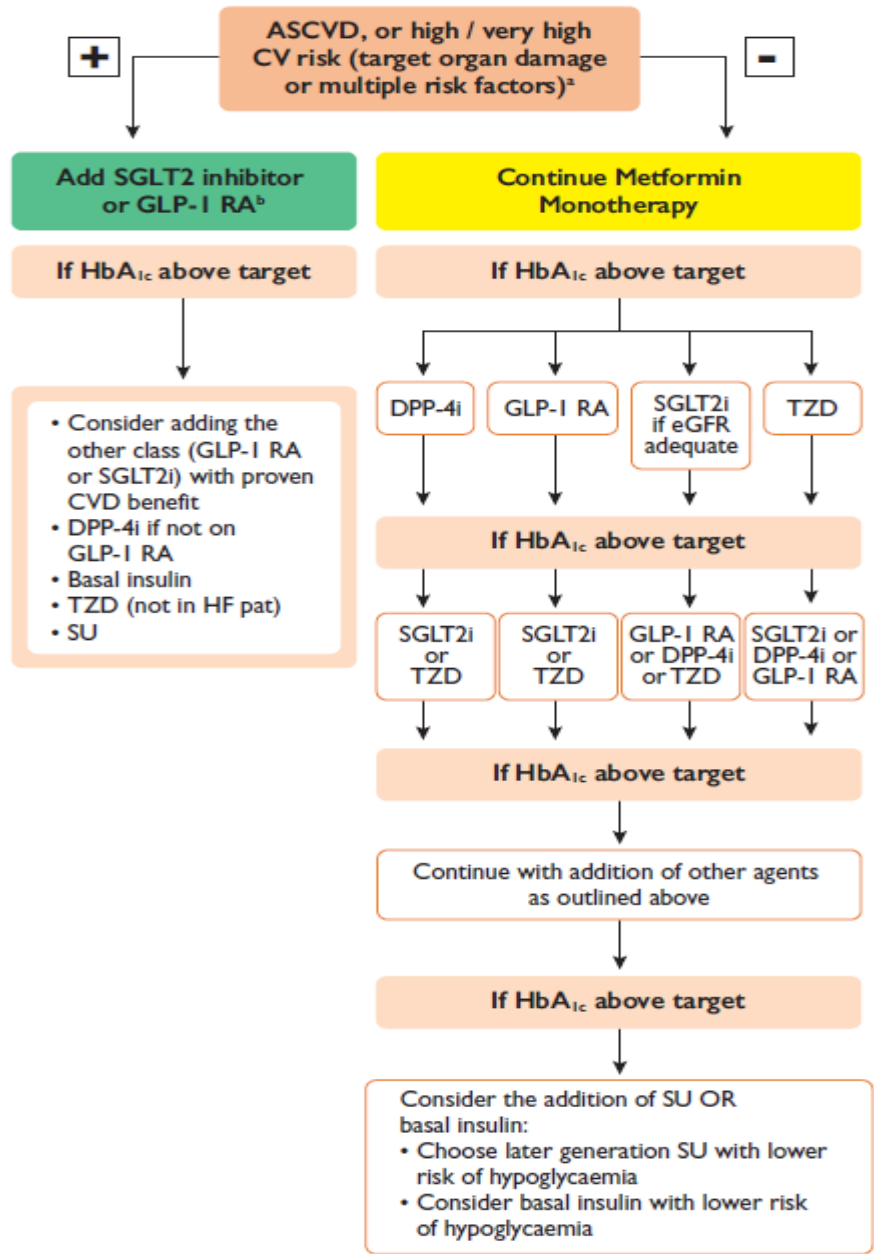 ASCVD, or high / very high
CV risk (target organ damage
or multiple risk factors)ᵃ
+
-
Add SGLT2 inhibitor
or GLP-1 RAᵇ
If HbA₁c above target
• Consider adding the
other class (GLP-1 RA
or SGLT2i) with proven
CVD benefit
• DPP-4i if not on
GLP-1 RA
• Basal insulin
• TZD (not in HF pat)
• SU
Continue Metformin
Monotherapy
If HbA₁c above target
DPP-4i
GLP-1 RA
SGLT2i
if eGFR
adequate
TZD
If HbA₁c above target
SGLT2i
or
TZD
SGLT2i
or
TZD
GLP-1 RA
or DPP-4i
or TZD
SGLT2i or
DPP-4i or
GLP-1 RA
If HbA₁c above target
Continue with addition of other agents
as outlined above
If HbA₁c above target
Consider the addition of SU OR
basal insulin:
• Choose later generation SU with lower
risk of hypoglycaemia
• Consider basal insulin with lower risk
of hypoglycaemia